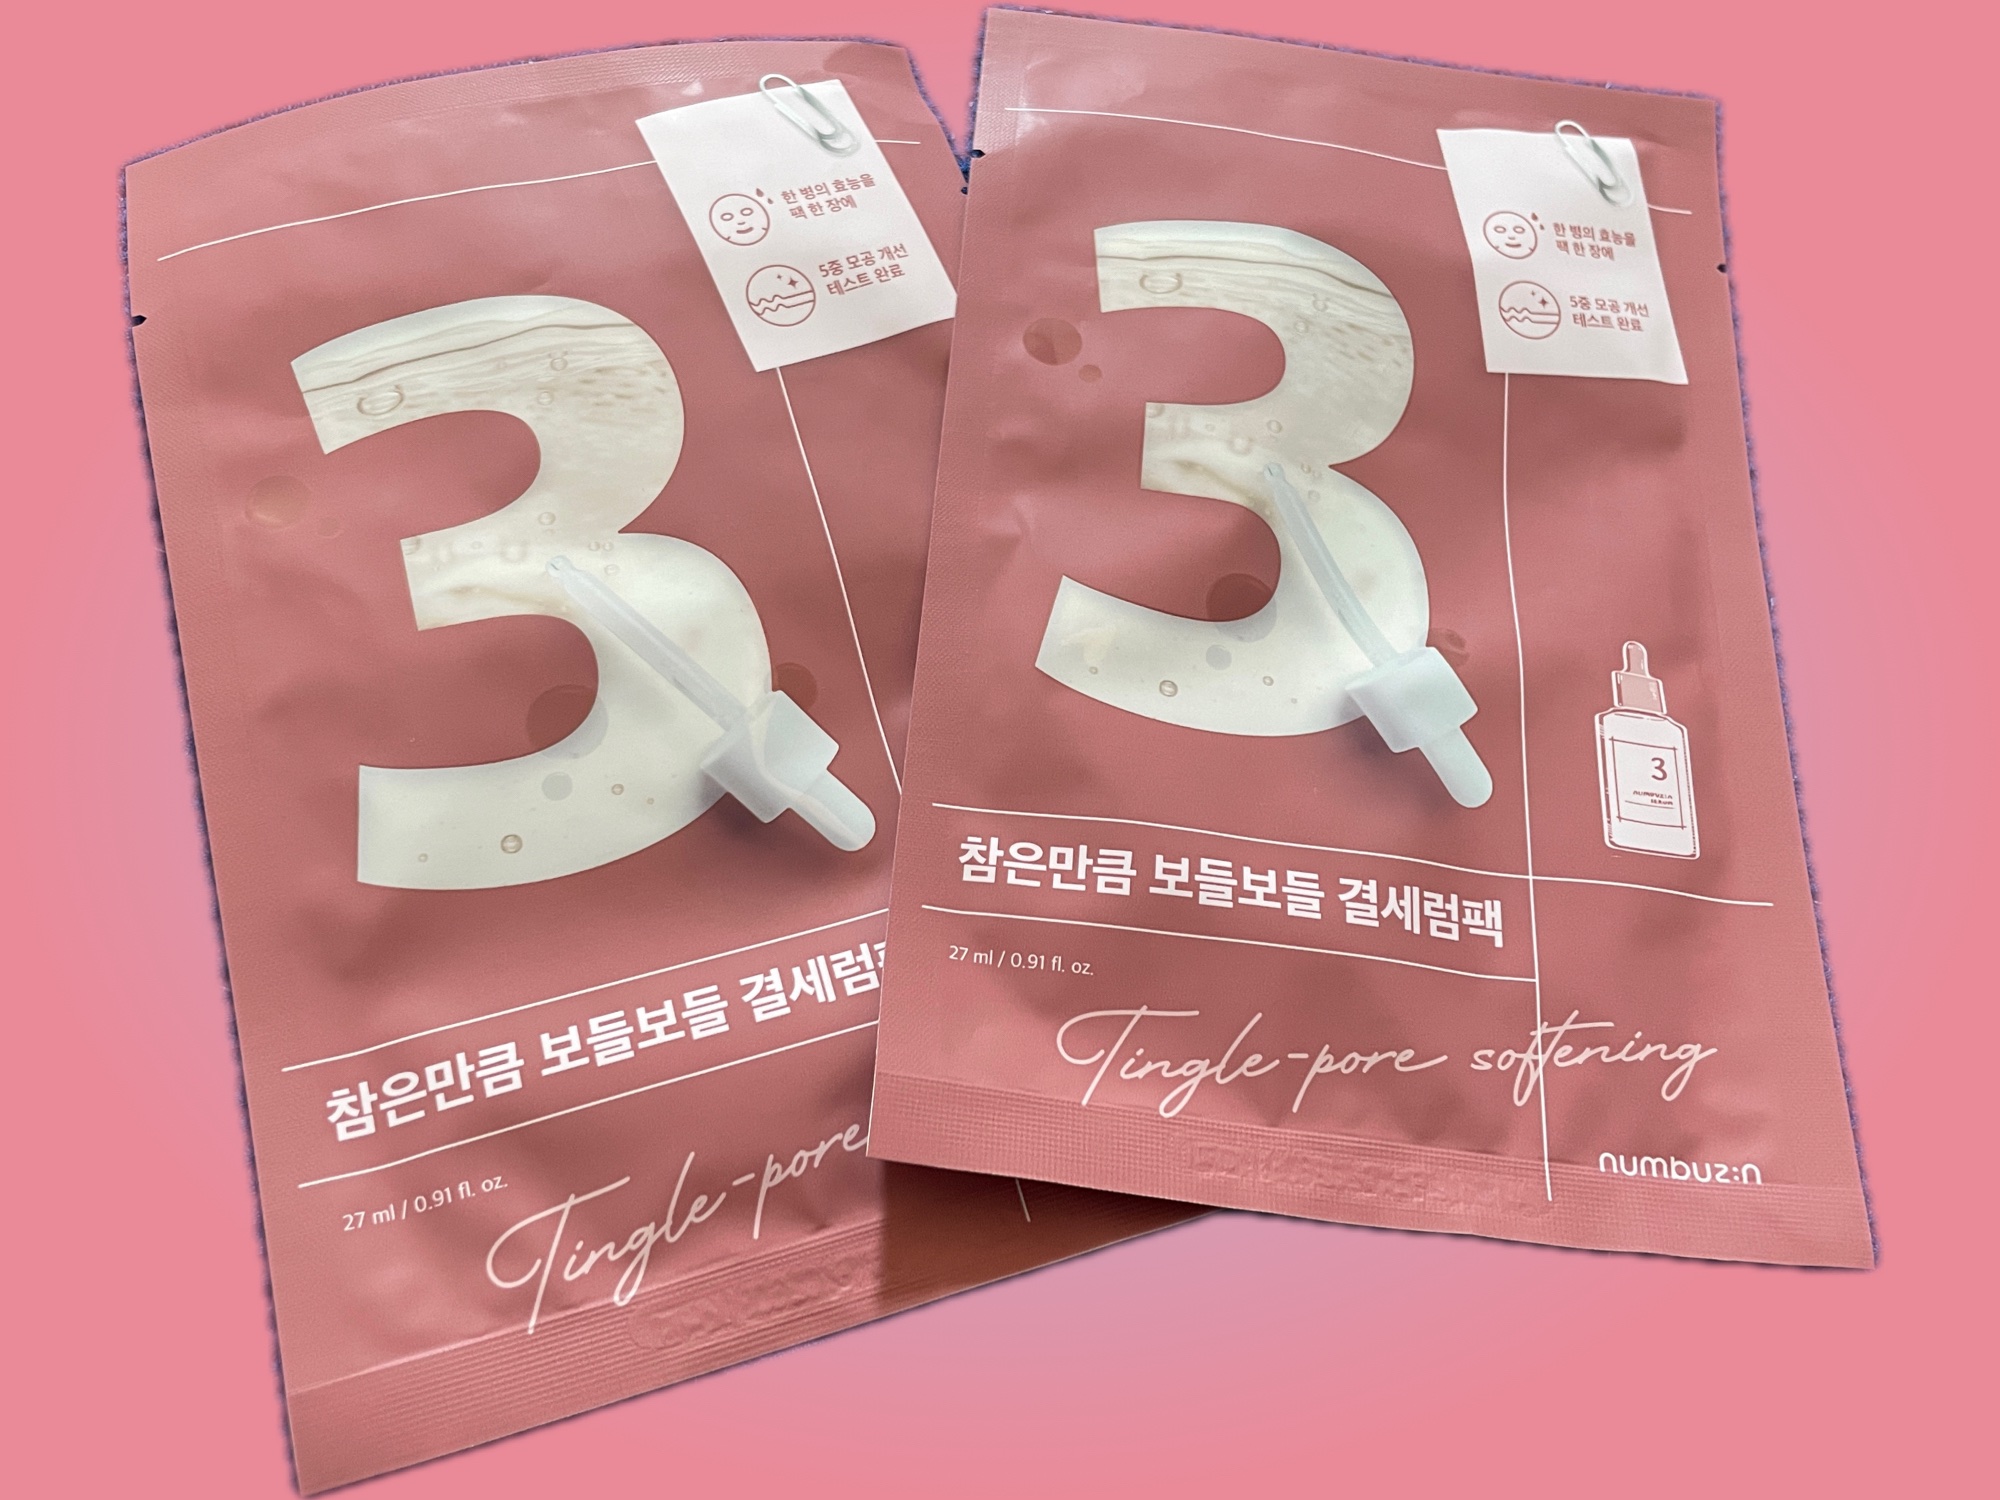 한 병의 효능을
팩 한 장에
5중 모공 개선
테스트 완료
3
참은만큼 보들보들 결세럼
27 ml / 0.91 fl. oz.
Tingle-pore
한 병의 효능을
팩 한 장에
5중 모공 개선
테스트 완료
3
3
numbuz:n
참은만큼 보들보들 결세럼팩
27 ml / 0.91 fl. oz.
Tingle-pore softening
numbuz:n